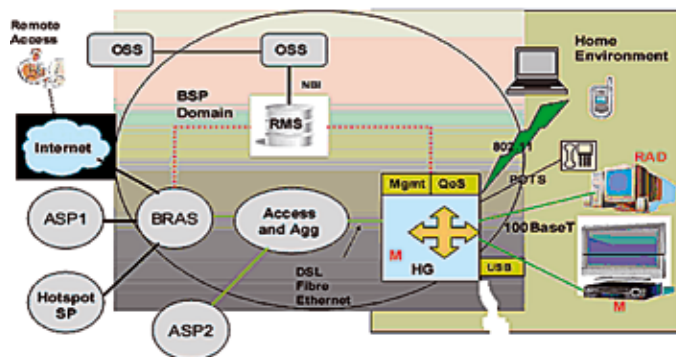 Remote
Access
OSS
OSS
Home
Environment
NBI
BSP
Domain
RMS
Internet
802.11
Mgmt
QoS
POTS
RAD
ASP1
BRAS
Access
and Agg
100BaseT
M
HG
USB
DSL
Fibre
Ethernet
Hotspot
SP
ASP2
M